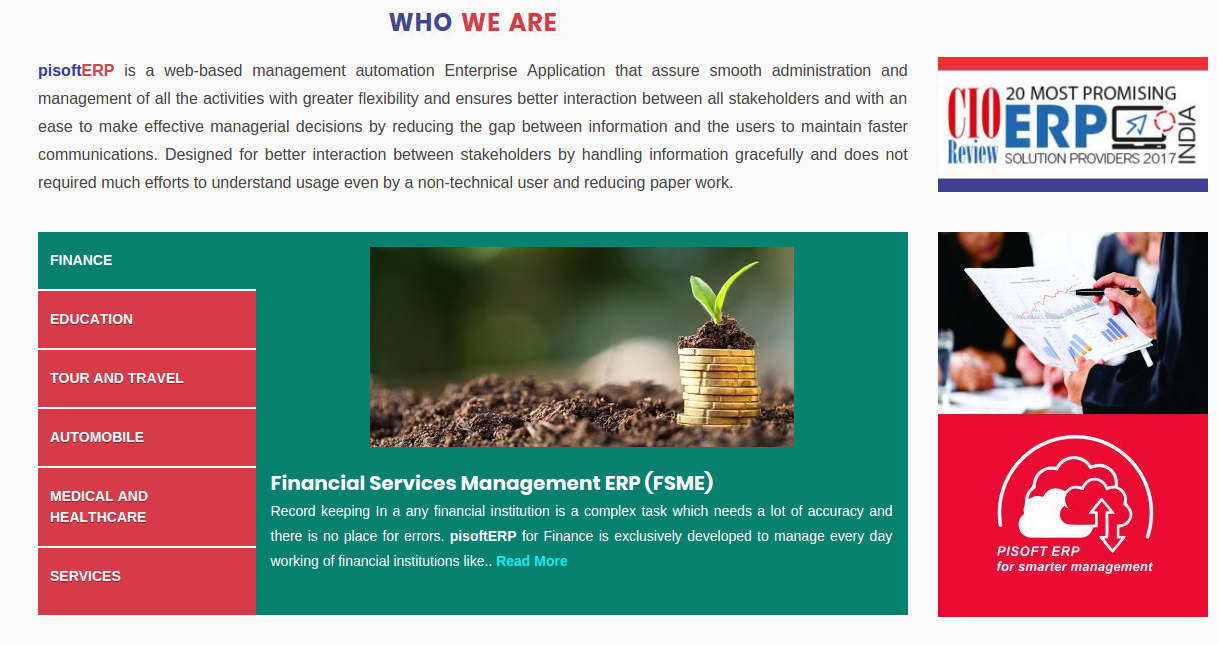 WHO WE ARE
pisoftERP is a web-based management automation Enterprise Application that assure smooth administration and
management of all the activities with greater flexibility and ensures better interaction between all stakeholders and with an
ease to make effective managerial decisions by reducing the gap between information and the users to maintain faster
communications. Designed for better interaction between stakeholders by handling information gracefully and does not
required much efforts to understand usage even by a non-technical user and reducing paper work.
CIO
Review
20 MOST PROMISING
ERP
INDIA
SOLUTION PROVIDERS 2017
FINANCE
EDUCATION
TOUR AND TRAVEL
AUTOMOBILE
MEDICAL AND
HEALTHCARE
SERVICES
Financial Services Management ERP (FSME)
Record keeping In a any financial institution is a complex task which needs a lot of accuracy and
there is no place for errors. pisoftERP for Finance is exclusively developed to manage every day
working of financial institutions like.. Read More
PISOFT ERP
for smarter management